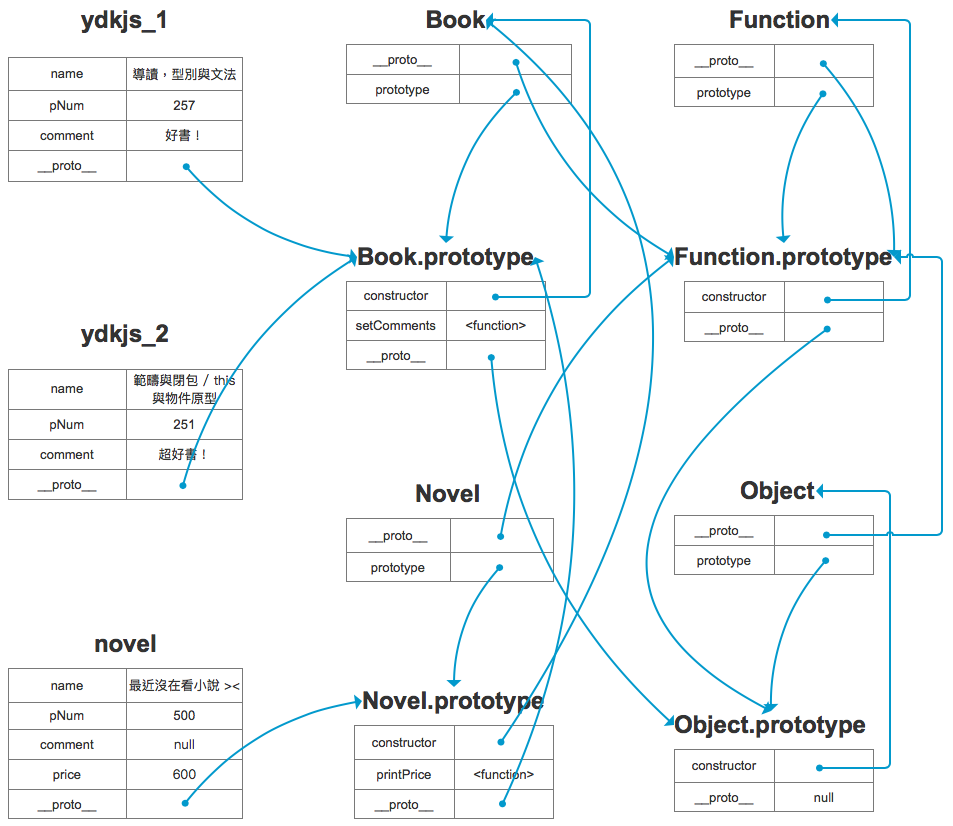 ydkjs_1
name 導讀，型別與文法
pNum 257
comment 好書！
__proto__
Book
__proto__
prototype
Function
__proto__
prototype
Book.prototype
constructor
setComments <function>
__proto__
Function.prototype
constructor
__proto__
ydkjs_2
name 範疇與閉包 / this
與物件原型
pNum 251
comment 超好書！
__proto__
Novel
__proto__
prototype
Object
__proto__
prototype
novel
name 最近沒在看小說 ><
pNum 500
comment null
price 600
__proto__
Novel.prototype
constructor
printPrice <function>
__proto__
Object.prototype
constructor
__proto__ null